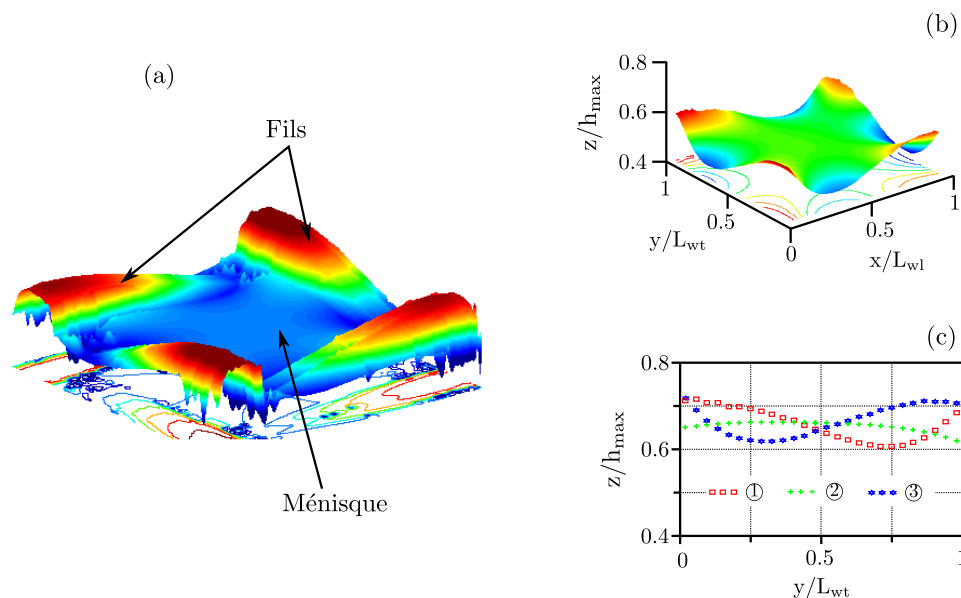 (a)
Fils
Ménisque
(b)
z/h_max
0.8
0.6
0.4
1
0.5
0
y/L_wt
0.5
1
x/L_wl
(c)
z/h_max
0.8
0.6
0.4
① ② ③
0 0.5 1
y/L_wt